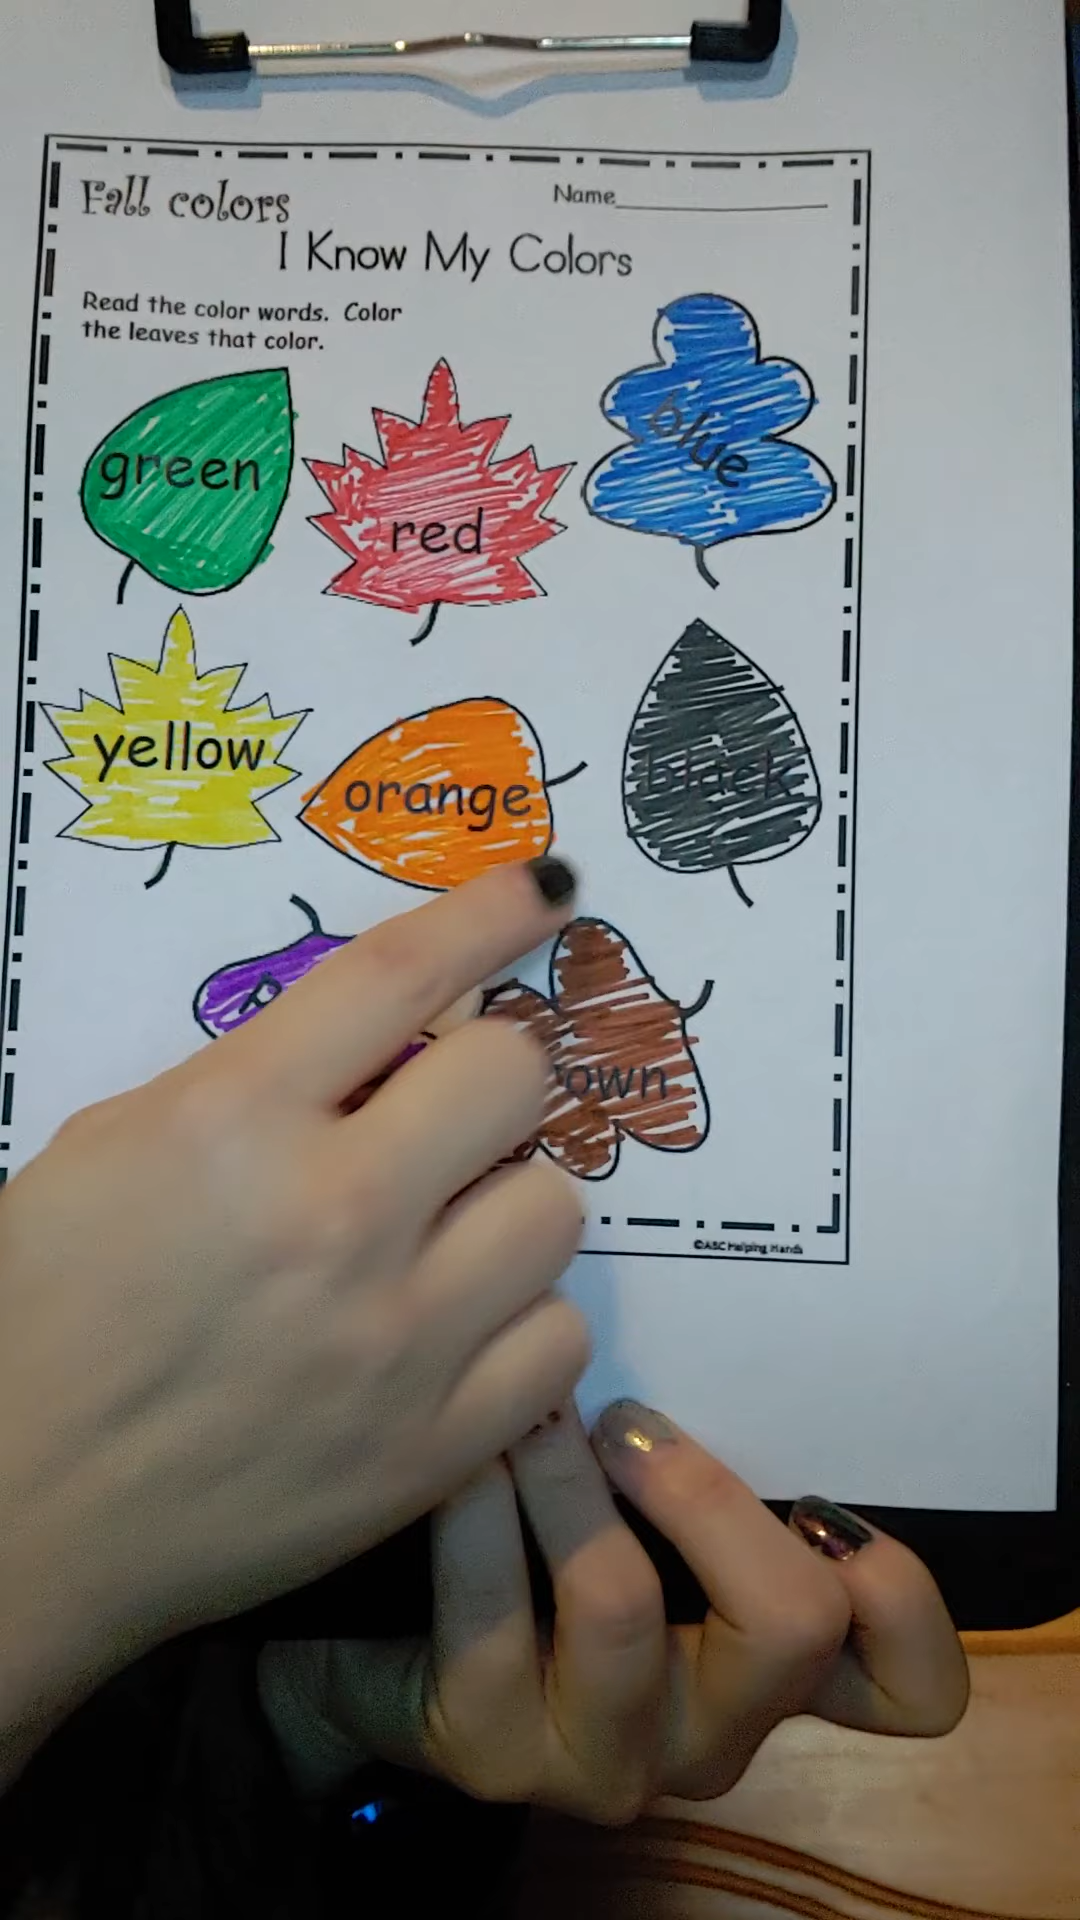 Fall colors
Name
I Know My Colors
Read the color words. Color
the leaves that color.
green
red
blue
yellow
orange
black
©ABC Helping Hands